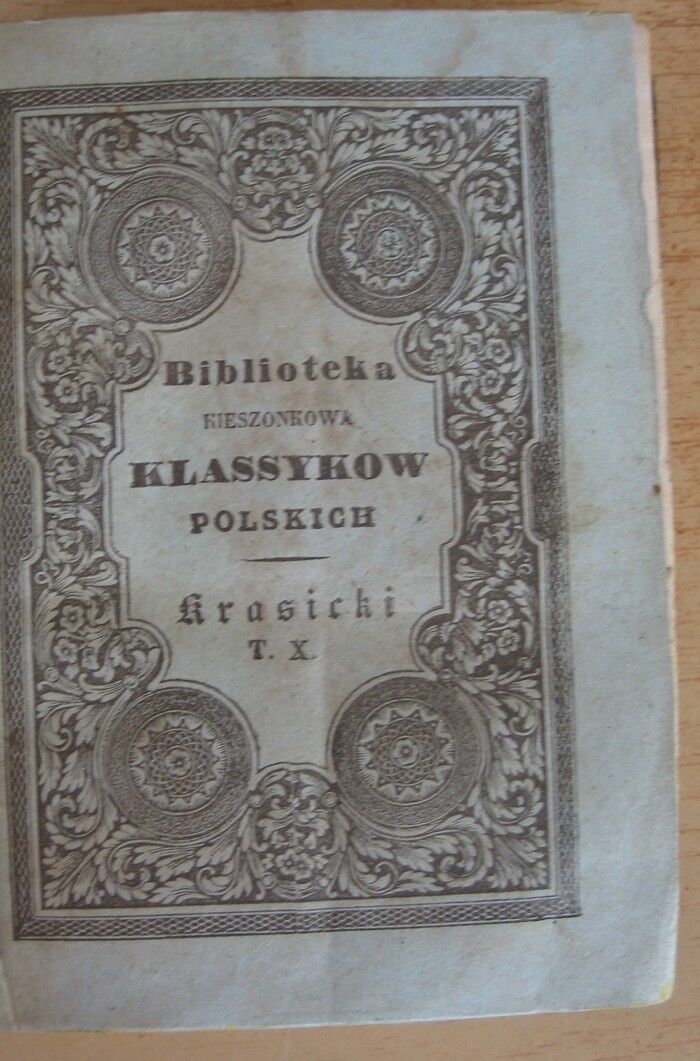 Biblioteka
KIESZONKOWA
KLASSYKOW
POLSKICH
Krasicki
T. X.